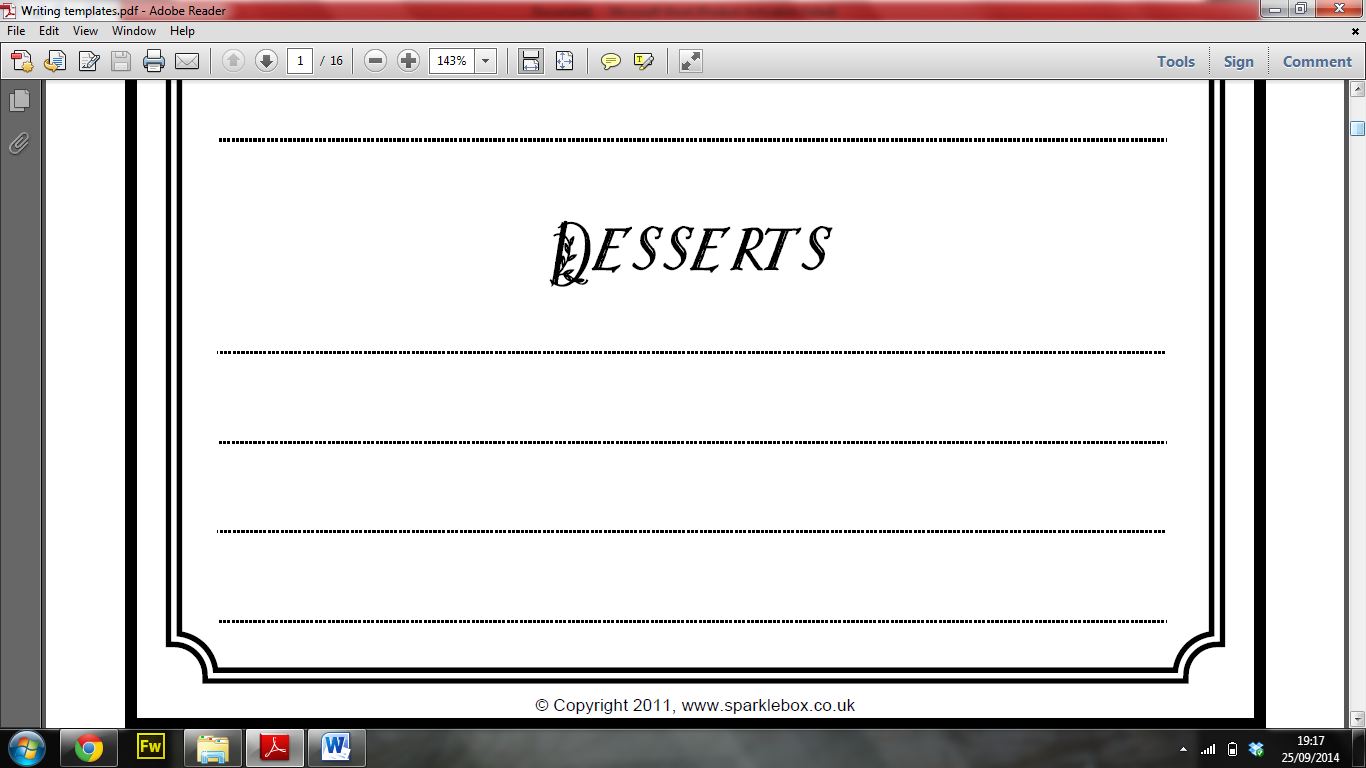 Writing templates.pdf - Adobe Reader
File Edit View Window Help
1 / 16 143% Tools Sign Comment
DESSERTS
© Copyright 2011, www.sparklebox.co.uk
Fw
19:17
25/09/2014